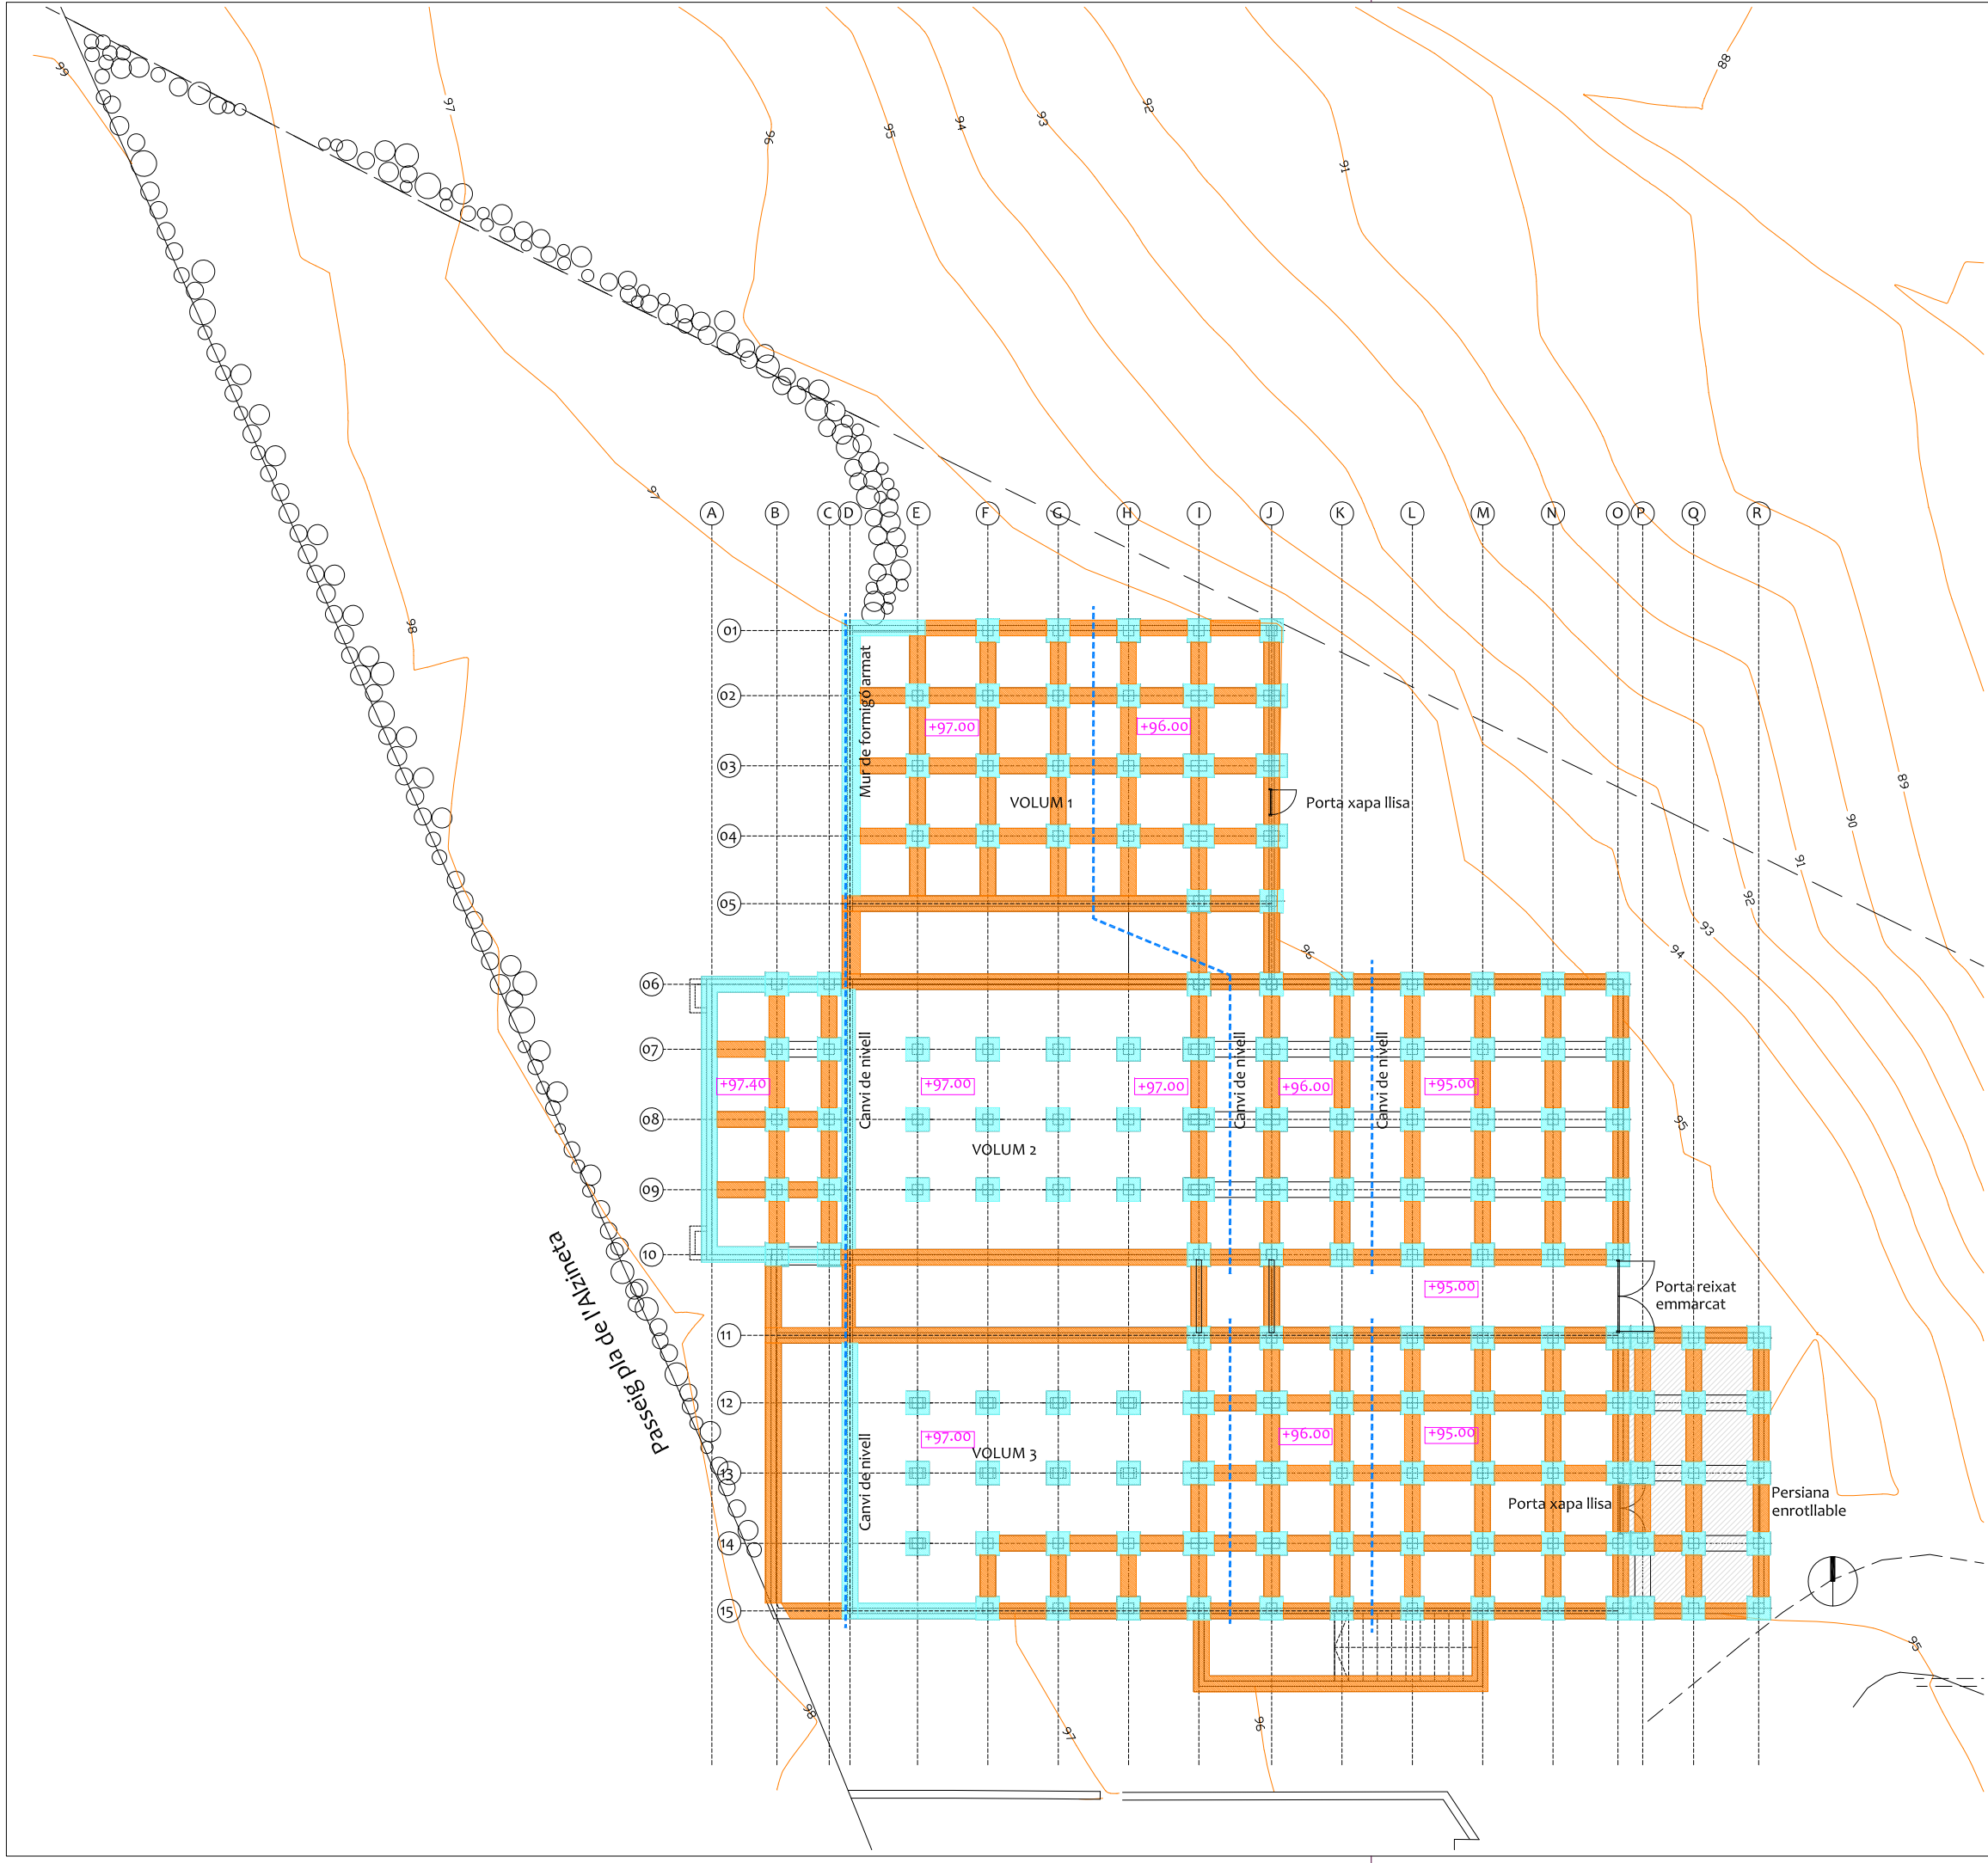 88
99
97
96
95
94
93
92
91
97
A
B
C
D
E
F
G
H
I
J
K
L
M
N
O
P
Q
R
98
01
Mur de formigo armat
02
+97.00
+96.00
03
89
VOLUM 1
Porta xapa llisa
90
04
91
92
05
93
94
96
06
07
Canvi de nivell
Canvi de nivell
Canvi de nivell
+97.40
+97.00
+97.00
+96.00
+95.00
08
95
VOLUM 2
09
10
Passeig pla de l'Alzineta
+95.00
Porta reixat
emmarcat
11
12
+97.00
+96.00
+95.00
VOLUM 3
13
Canvi de nivell
Porta xapa llisa
Persiana
enrotllable
14
15
95
98
97
96